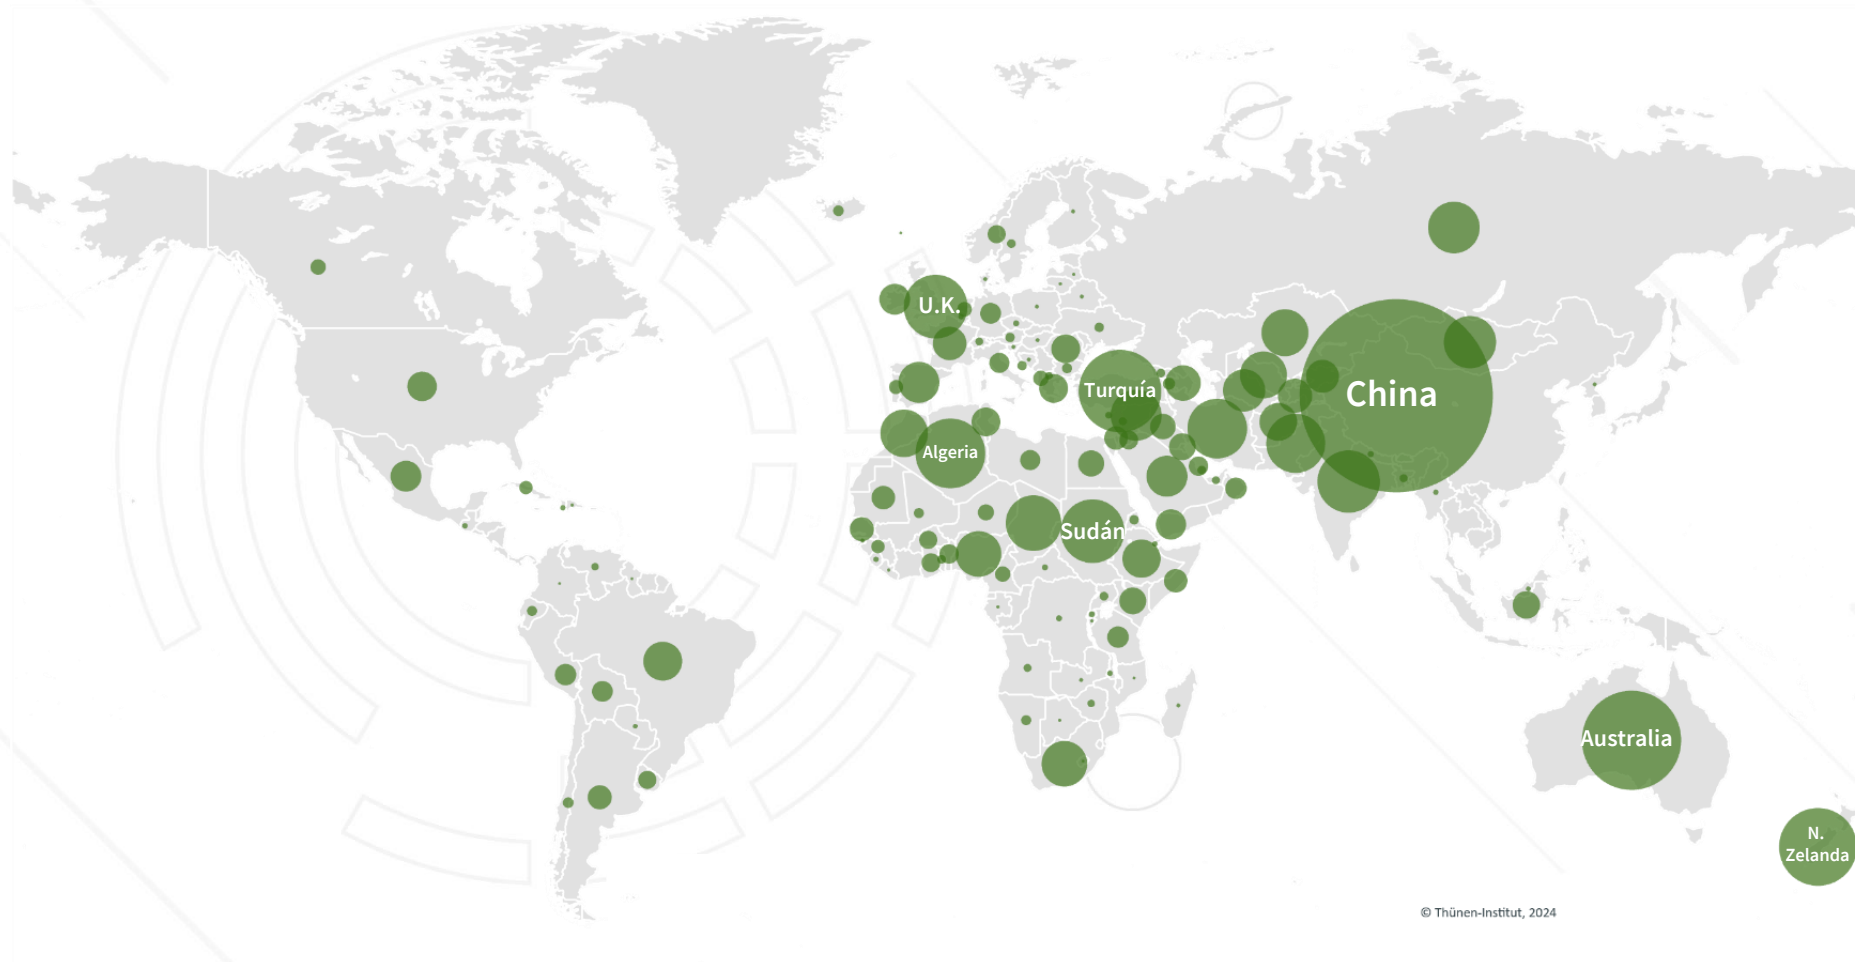 U.K.
Turquía
China
Algeria
Sudán
Australia
N.
Zelanda
© Thünen-Institut, 2024